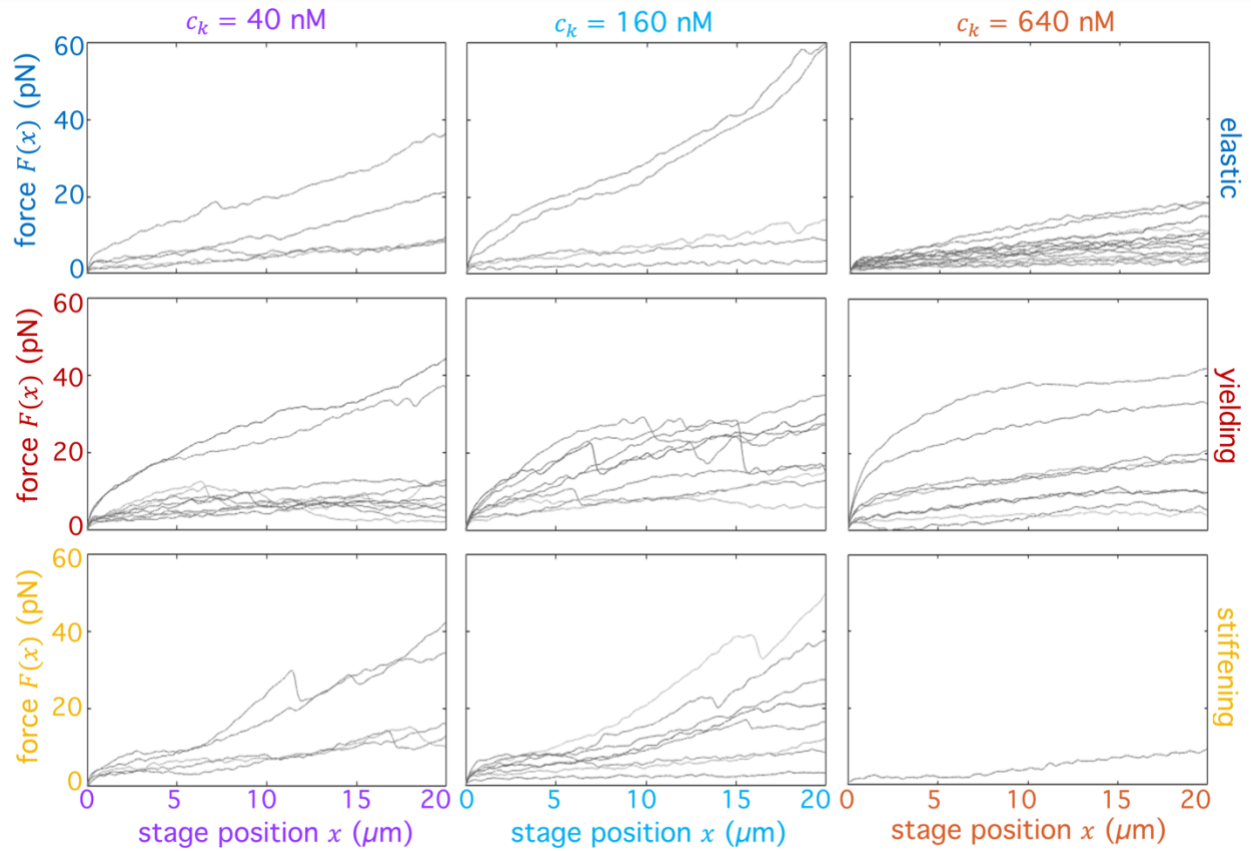 c_k = 40 nM
c_k = 160 nM
c_k = 640 nM
force F(x) (pN)
60
40
20
0
elastic
force F(x) (pN)
60
40
20
0
yielding
force F(x) (pN)
60
40
20
0
stiffening
0 5 10 15 20
0 5 10 15 20
0 5 10 15 20
stage position x (μm)
stage position x (μm)
stage position x (μm)